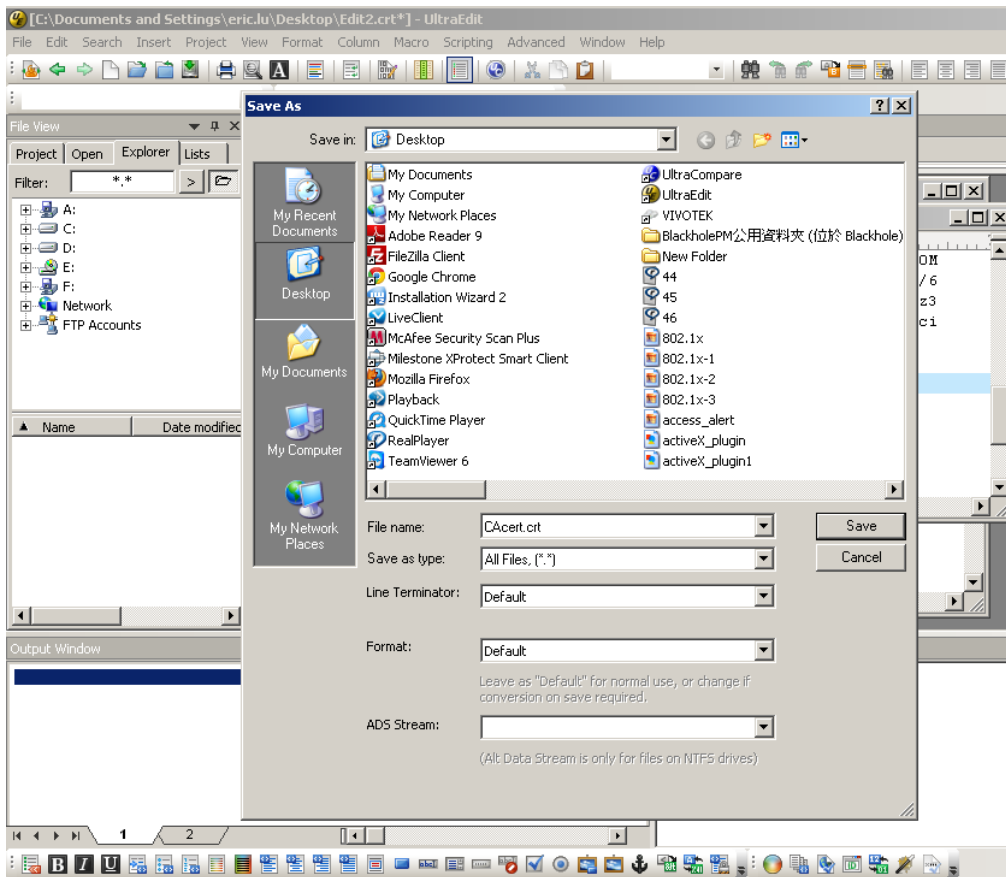 [C:\Documents and Settings\eric.lu\Desktop\Edit2.crt*] - UltraEdit
File Edit Search Insert Project View Format Column Macro Scripting Advanced Window Help
File View
Project Open Explorer Lists
Filter: *.* >
A:
C:
D:
E:
F:
Network
FTP Accounts
Name Date modified
Save As
Save in: Desktop
My Recent
Documents
Desktop
My Documents
My Computer
My Network
Places
My Documents
My Computer
My Network Places
Adobe Reader 9
FileZilla Client
Google Chrome
Installation Wizard 2
LiveClient
McAfee Security Scan Plus
Milestone XProtect Smart Client
Mozilla Firefox
Playback
QuickTime Player
RealPlayer
TeamViewer 6
UltraCompare
UltraEdit
VIVOTEK
BlackholePM公用資料夾 (位於 Blackhole)
New Folder
44
45
46
802.1x
802.1x-1
802.1x-2
802.1x-3
access_alert
activeX_plugin
activeX_plugin1
File name: CAcert.crt Save
Save as type: All Files, (*.*) Cancel
Line Terminator: Default
Format: Default
Leave as "Default" for normal use, or change if
conversion on save required.
ADS Stream:
(Alt Data Stream is only for files on NTFS drives)
OM
/6
z3
ci
Output Window
1 2
B I U